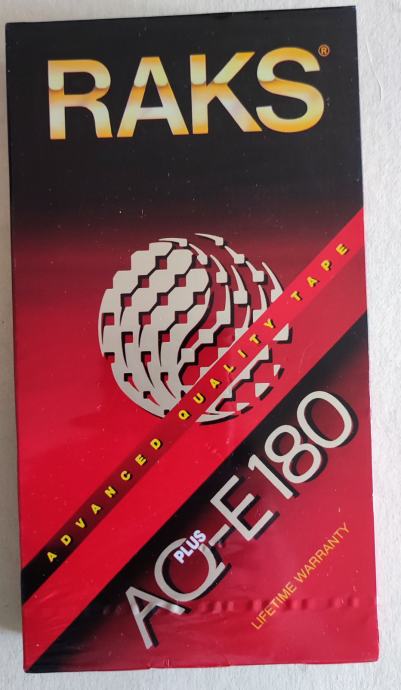 RAKS®
ADVANCED QUALITY TAPE
AQ-E180
PLUS
LIFETIME WARRANTY